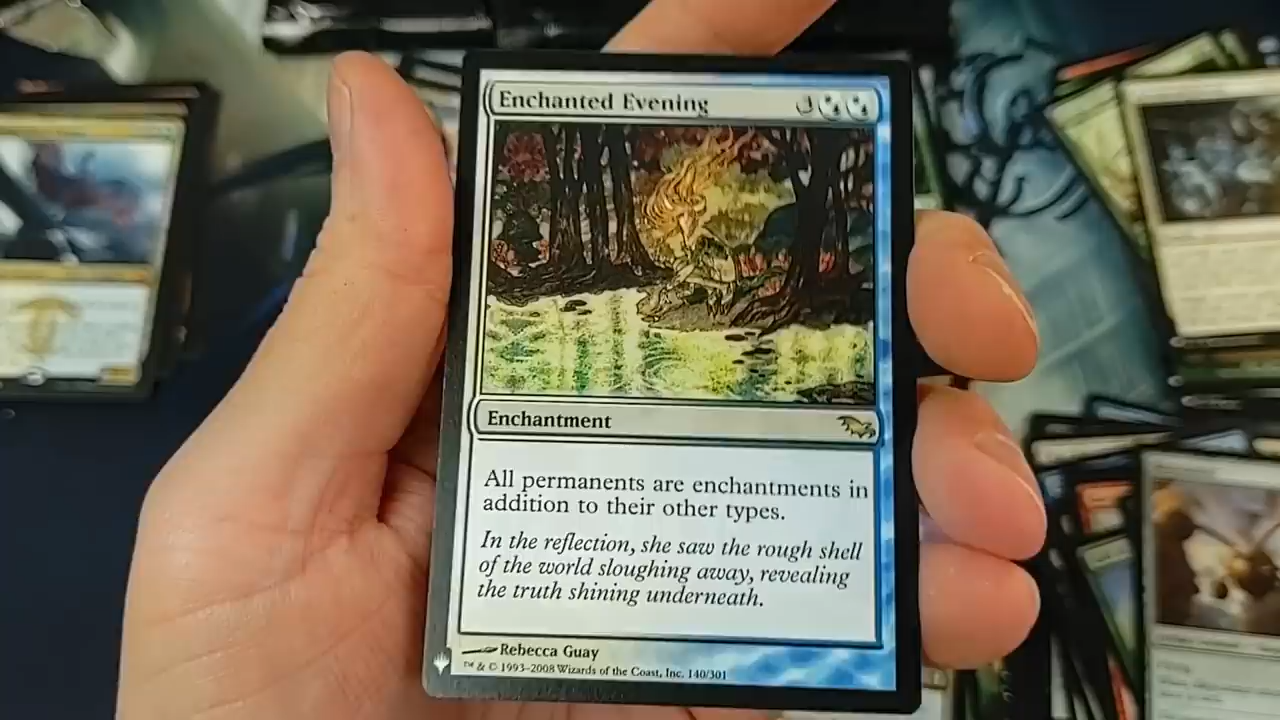 Enchanted Evening 3
Enchantment
All permanents are enchantments in
addition to their other types.
In the reflection, she saw the rough shell
of the world sloughing away, revealing
the truth shining underneath.
Rebecca Guay
™ & © 1993–2008 Wizards of the Coast, Inc. 140/301